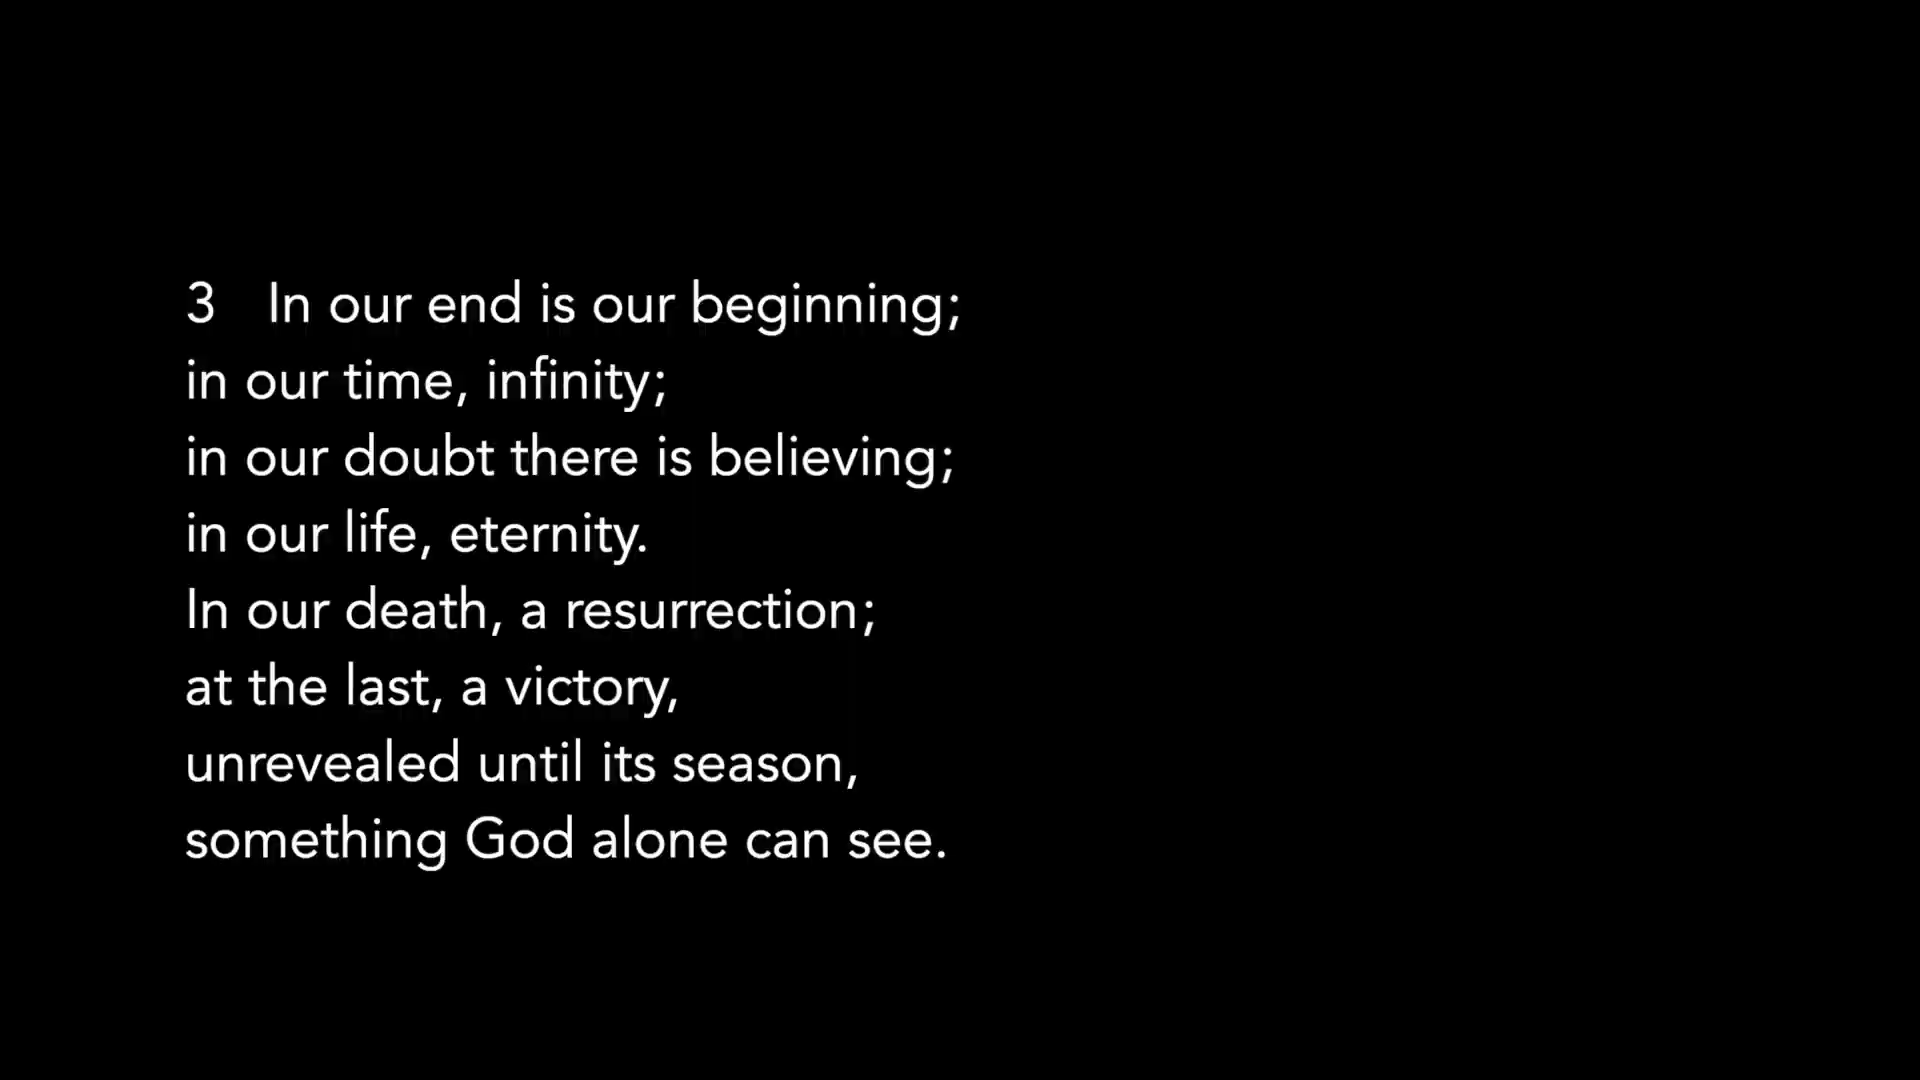 3 In our end is our beginning;
in our time, infinity;
in our doubt there is believing;
in our life, eternity.
In our death, a resurrection;
at the last, a victory,
unrevealed until its season,
something God alone can see.